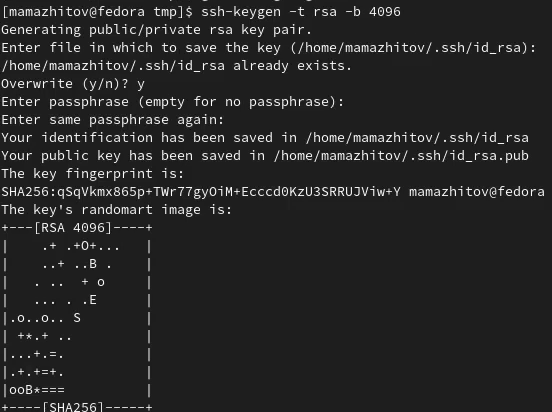 [mamazhitov@fedora tmp]$ ssh-keygen -t rsa -b 4096
Generating public/private rsa key pair.
Enter file in which to save the key (/home/mamazhitov/.ssh/id_rsa):
/home/mamazhitov/.ssh/id_rsa already exists.
Overwrite (y/n)? y
Enter passphrase (empty for no passphrase):
Enter same passphrase again:
Your identification has been saved in /home/mamazhitov/.ssh/id_rsa
Your public key has been saved in /home/mamazhitov/.ssh/id_rsa.pub
The key fingerprint is:
SHA256:qSqVkmx865p+TWr77gyOiM+Ecccd0KzU3SRRUJViw+Y mamazhitov@fedora
The key's randomart image is:
+---[RSA 4096]----+
|    .+ .+O+...   |
|    ..+ ..B .    |
|   . ..  + o     |
|   ... . .E      |
|.o..o.. S        |
| +*.+ ..         |
|...+.=.          |
|.+.+=+.          |
|ooB*===          |
+----[SHA256]-----+